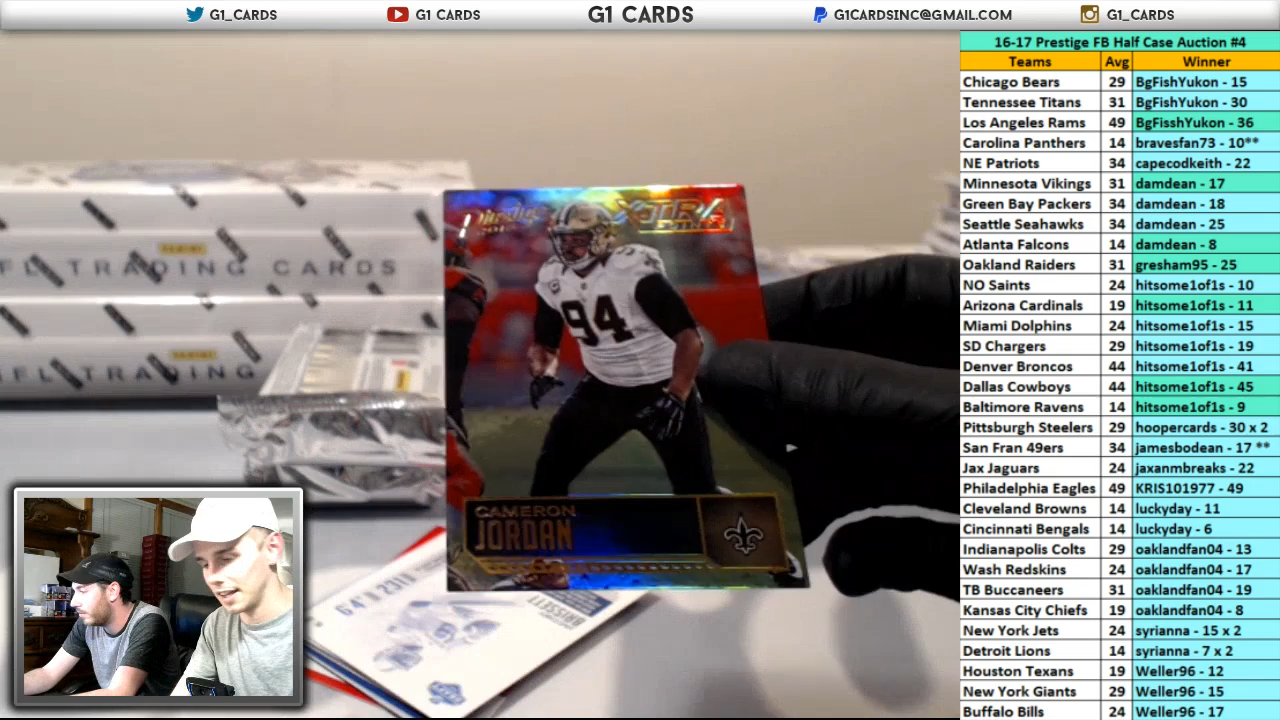 G1_CARDS
G1 CARDS
G1 CARDS
G1CARDSINC@GMAIL.COM
G1_CARDS
16-17 Prestige FB Half Case Auction #4
Teams Avg Winner
Chicago Bears 29 BgFishYukon - 15
Tennessee Titans 31 BgFishYukon - 30
Los Angeles Rams 49 BgFisshYukon - 36
Carolina Panthers 14 bravesfan73 - 10**
NE Patriots 34 capecodkeith - 22
Minnesota Vikings 31 damdean - 17
Green Bay Packers 34 damdean - 18
Seattle Seahawks 34 damdean - 25
Atlanta Falcons 14 damdean - 8
Oakland Raiders 31 gresham95 - 25
NO Saints 24 hitsome1of1s - 10
Arizona Cardinals 19 hitsome1of1s - 11
Miami Dolphins 24 hitsome1of1s - 15
SD Chargers 29 hitsome1of1s - 19
Denver Broncos 44 hitsome1of1s - 41
Dallas Cowboys 44 hitsome1of1s - 45
Baltimore Ravens 14 hitsome1of1s - 9
Pittsburgh Steelers 29 hoopercards - 30 x 2
San Fran 49ers 34 jamesbodean - 17 **
Jax Jaguars 24 jaxanmbreaks - 22
Philadelphia Eagles 49 KRIS101977 - 49
Cleveland Browns 14 luckyday - 11
Cincinnati Bengals 14 luckyday - 6
Indianapolis Colts 29 oaklandfan04 - 13
Wash Redskins 24 oaklandfan04 - 17
TB Buccaneers 31 oaklandfan04 - 19
Kansas City Chiefs 19 oaklandfan04 - 8
New York Jets 24 syrianna - 15 x 2
Detroit Lions 14 syrianna - 7 x 2
Houston Texans 19 Weller96 - 12
New York Giants 29 Weller96 - 15
Buffalo Bills 24 Weller96 - 17
PANINI
FL TRADING CARDS
PANINI
NFL TRADING
Prestige
XTRA
POINTS
94
CAMERON
JORDAN